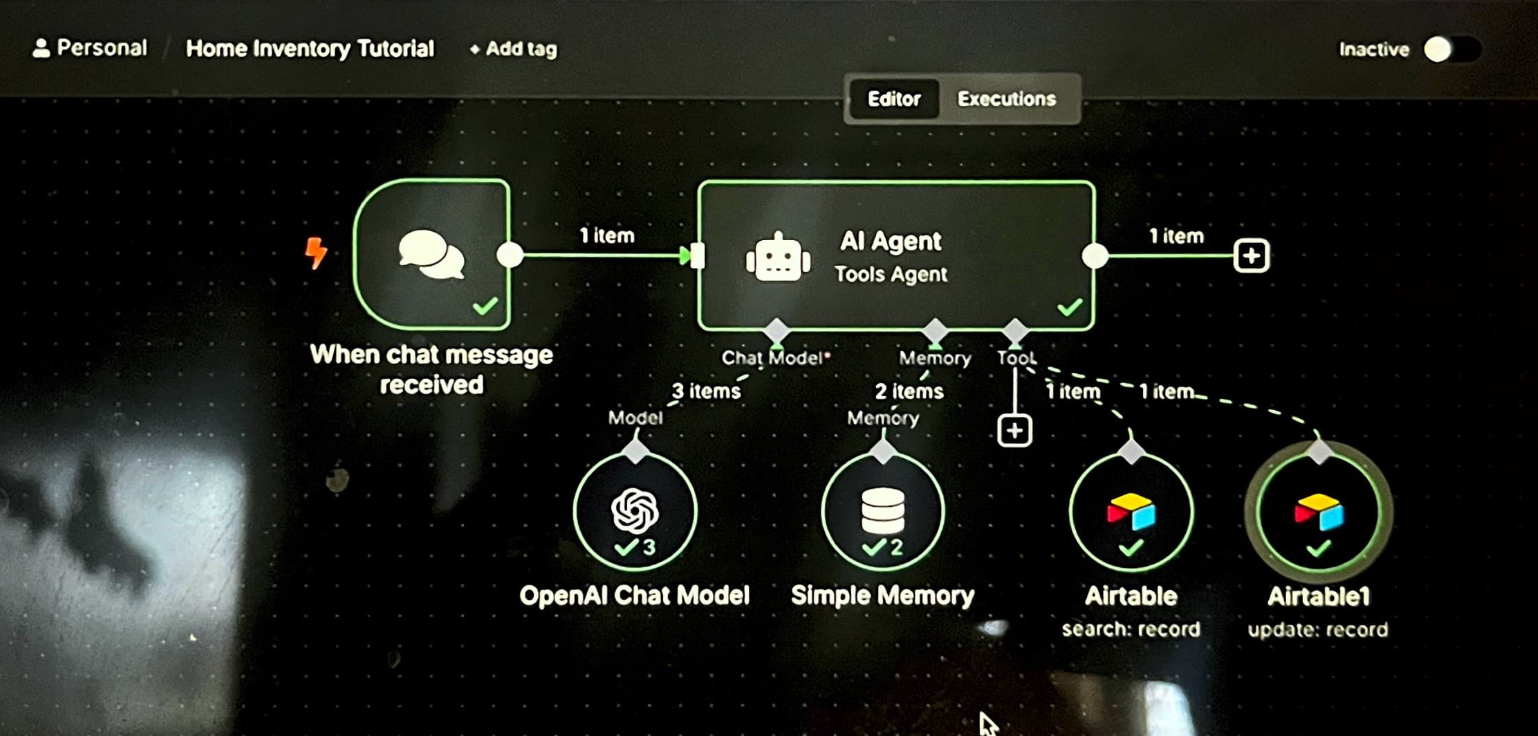 Personal / Home Inventory Tutorial + Add tag
Inactive
Editor Executions
1 item
AI Agent
Tools Agent
1 item
When chat message
received
Chat Model*
Memory
Tool
3 items
2 items
1 item
1 item
Model
Memory
3
2
OpenAI Chat Model
Simple Memory
Airtable
search: record
Airtable1
update: record